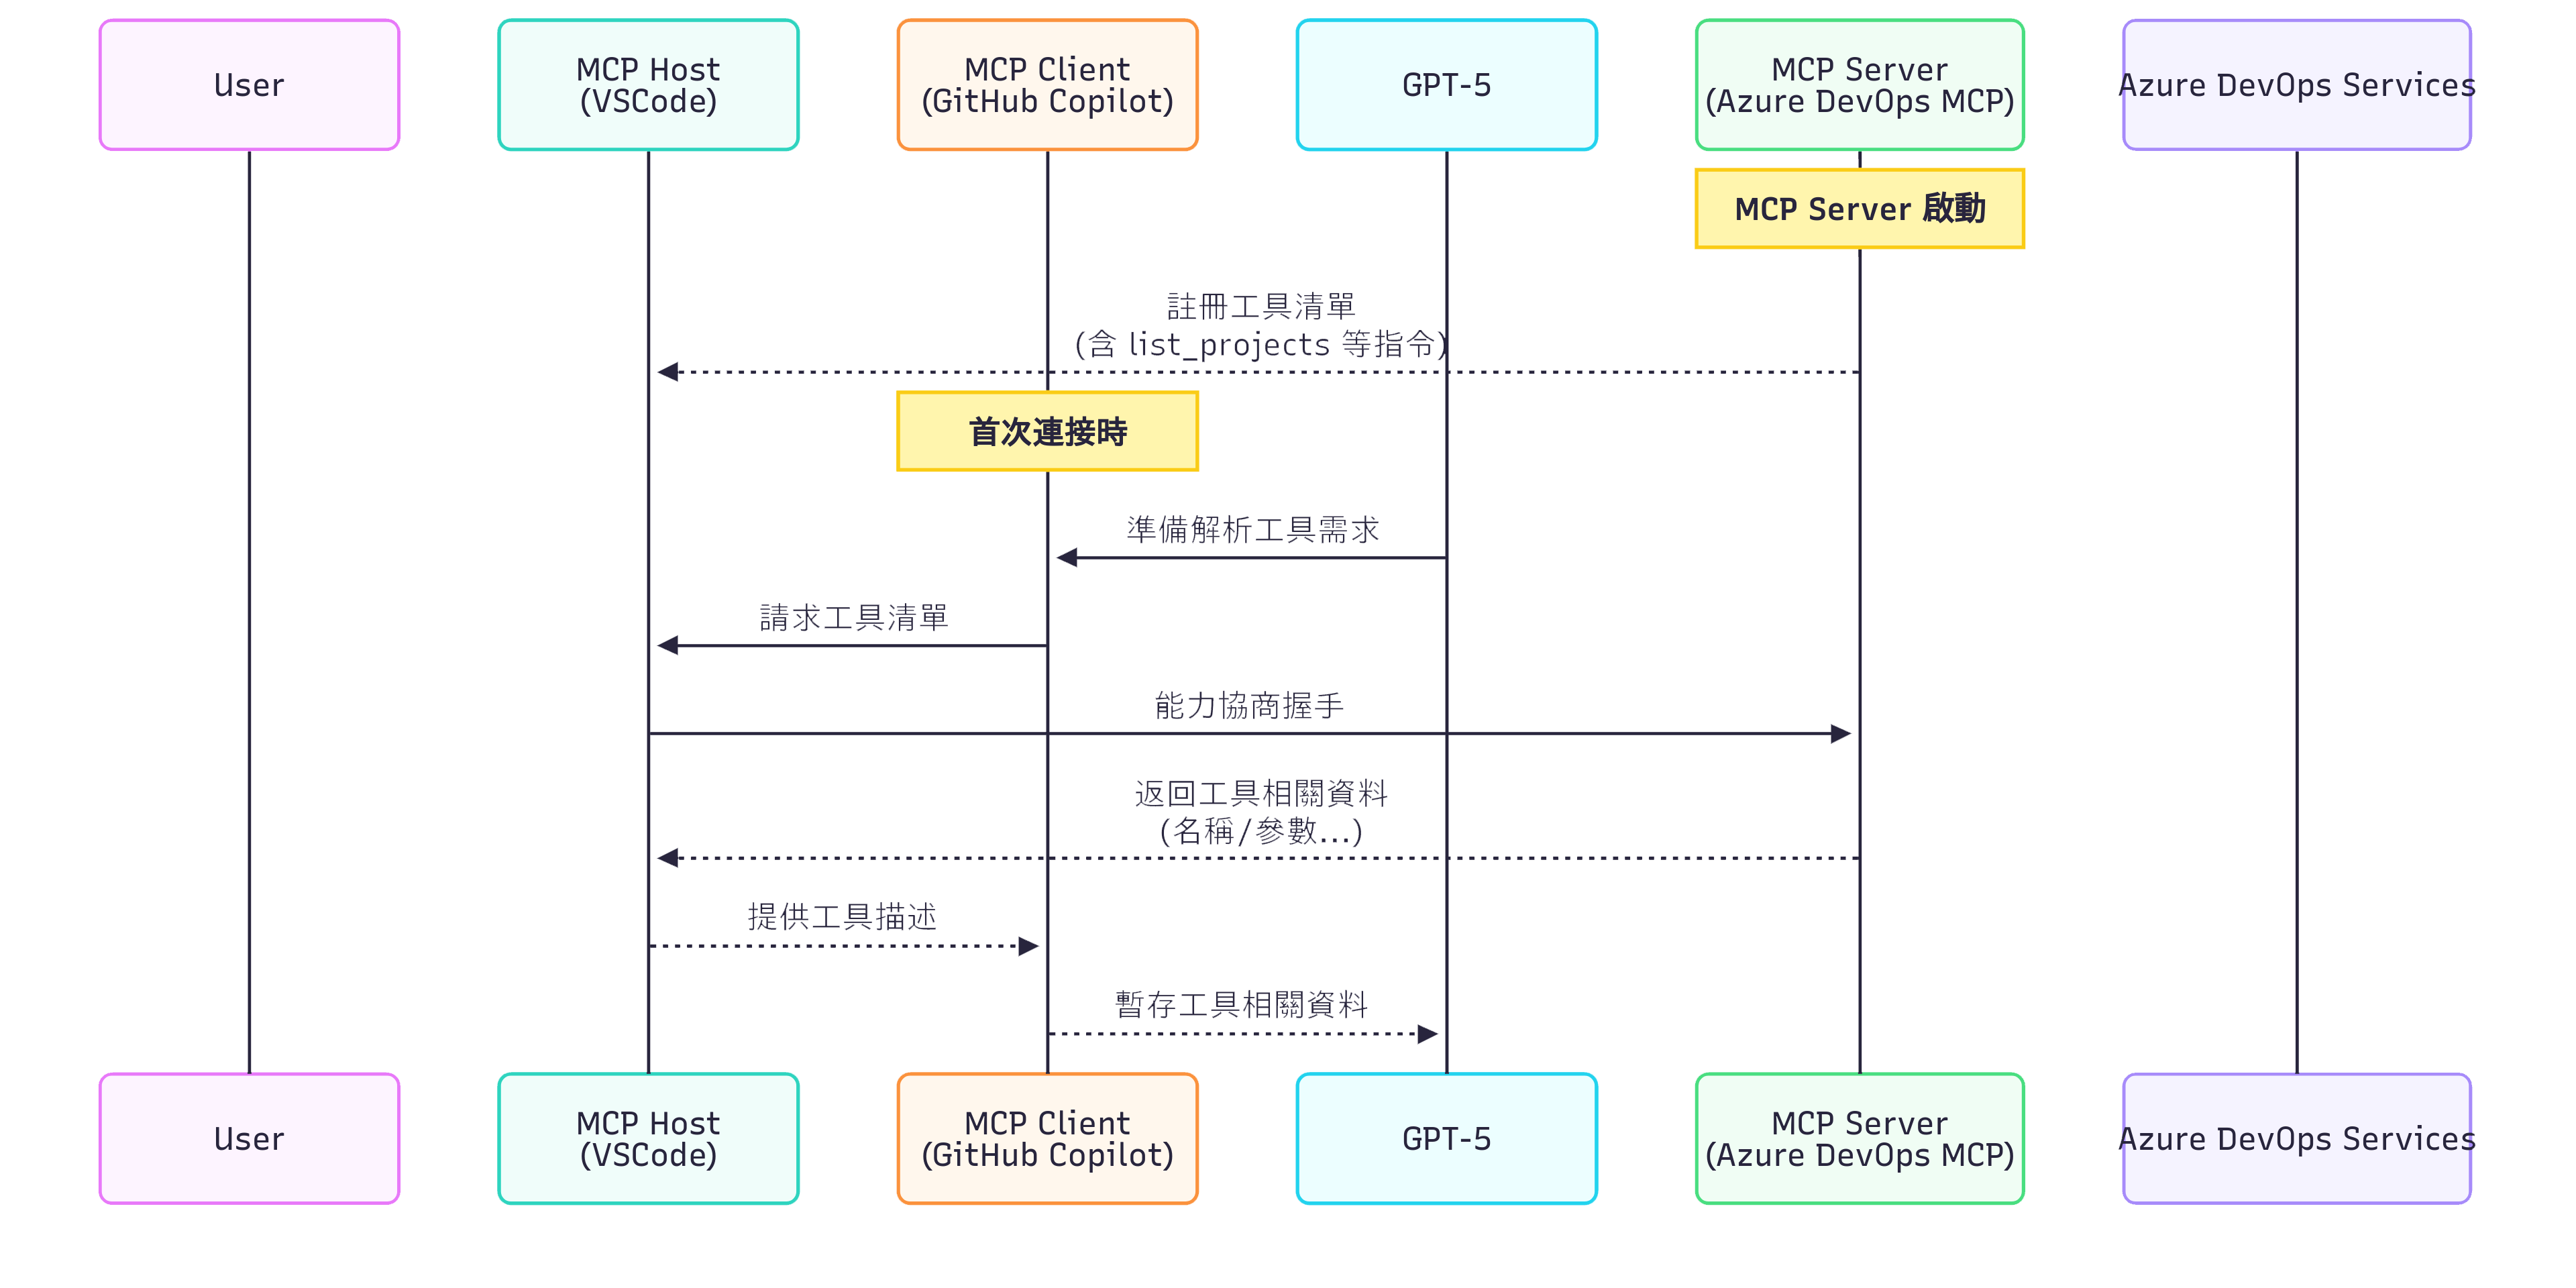 User
MCP Host
(VSCode)
MCP Client
(GitHub Copilot)
GPT-5
MCP Server
(Azure DevOps MCP)
Azure DevOps Services
MCP Server 啟動
註冊工具清單
(含 list_projects 等指令)
首次連接時
準備解析工具需求
請求工具清單
能力協商握手
返回工具相關資料
(名稱/參數...)
提供工具描述
暫存工具相關資料
User
MCP Host
(VSCode)
MCP Client
(GitHub Copilot)
GPT-5
MCP Server
(Azure DevOps MCP)
Azure DevOps Services